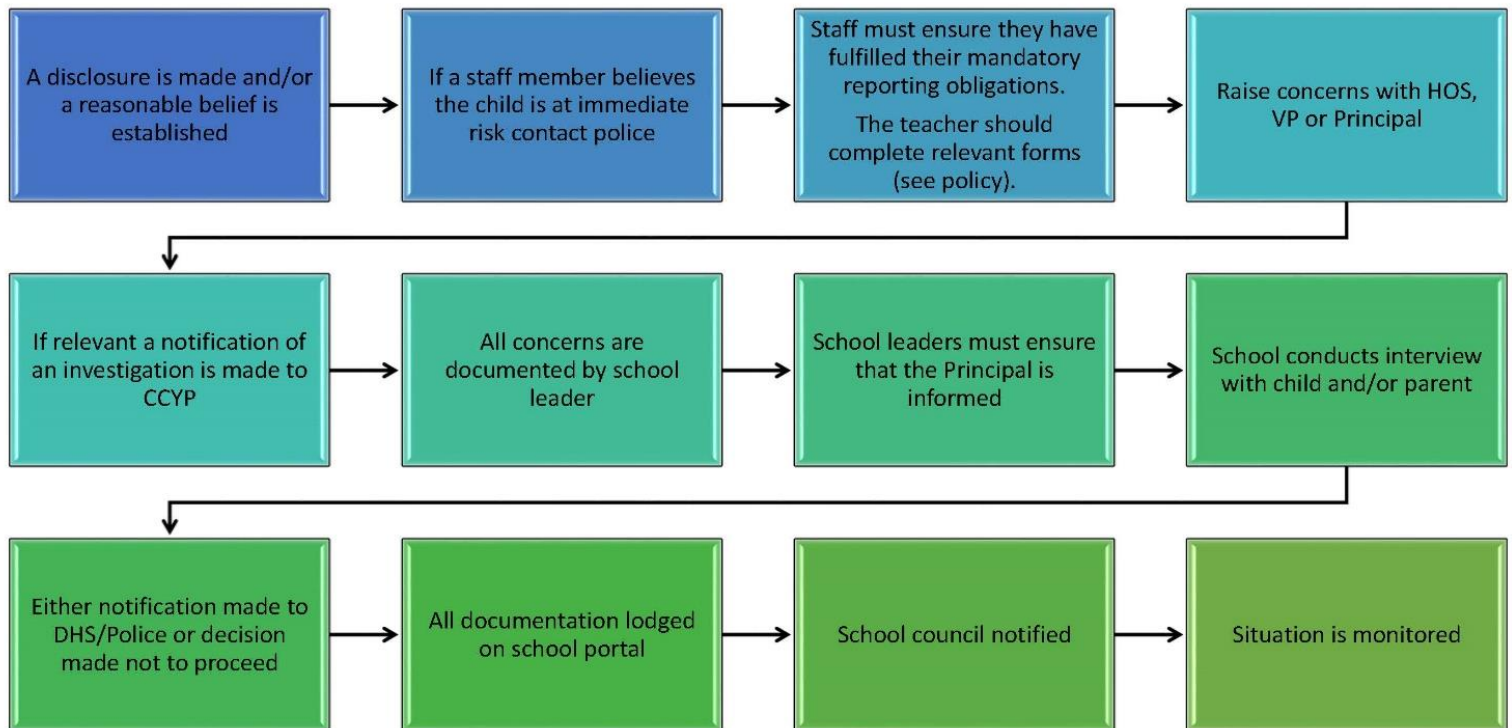 A disclosure is made and/or
a reasonable belief is
established
If a staff member believes
the child is at immediate
risk contact police
Staff must ensure they have
fulfilled their mandatory
reporting obligations.
The teacher should
complete relevant forms
(see policy).
Raise concerns with HOS,
VP or Principal
If relevant a notification of
an investigation is made to
CCYP
All concerns are
documented by school
leader
School leaders must ensure
that the Principal is
informed
School conducts interview
with child and/or parent
Either notification made to
DHS/Police or decision
made not to proceed
All documentation lodged
on school portal
School council notified
Situation is monitored